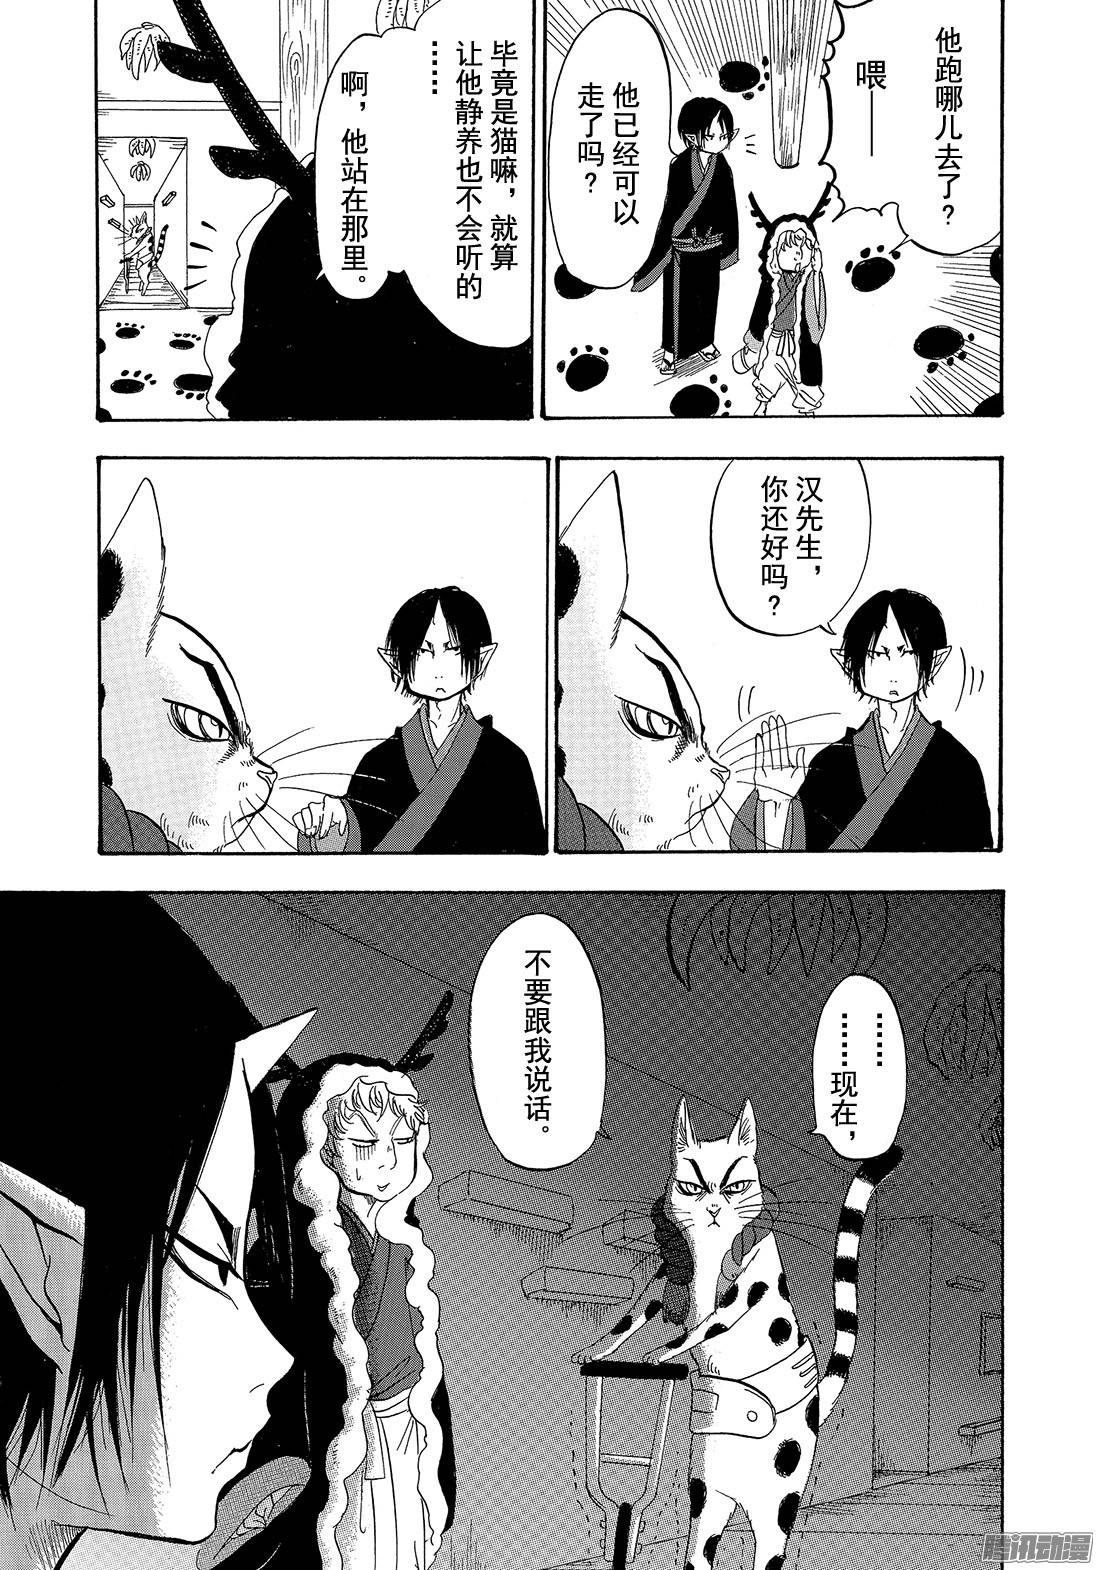 他跑哪儿去了？
喂——
他已经可以
走了吗？
毕竟是猫嘛，就算
让他静养也不会听的
……
啊，他站在那里。
汉先生，
你还好吗？
……
……现在，
不要跟我说话。
腾讯动漫